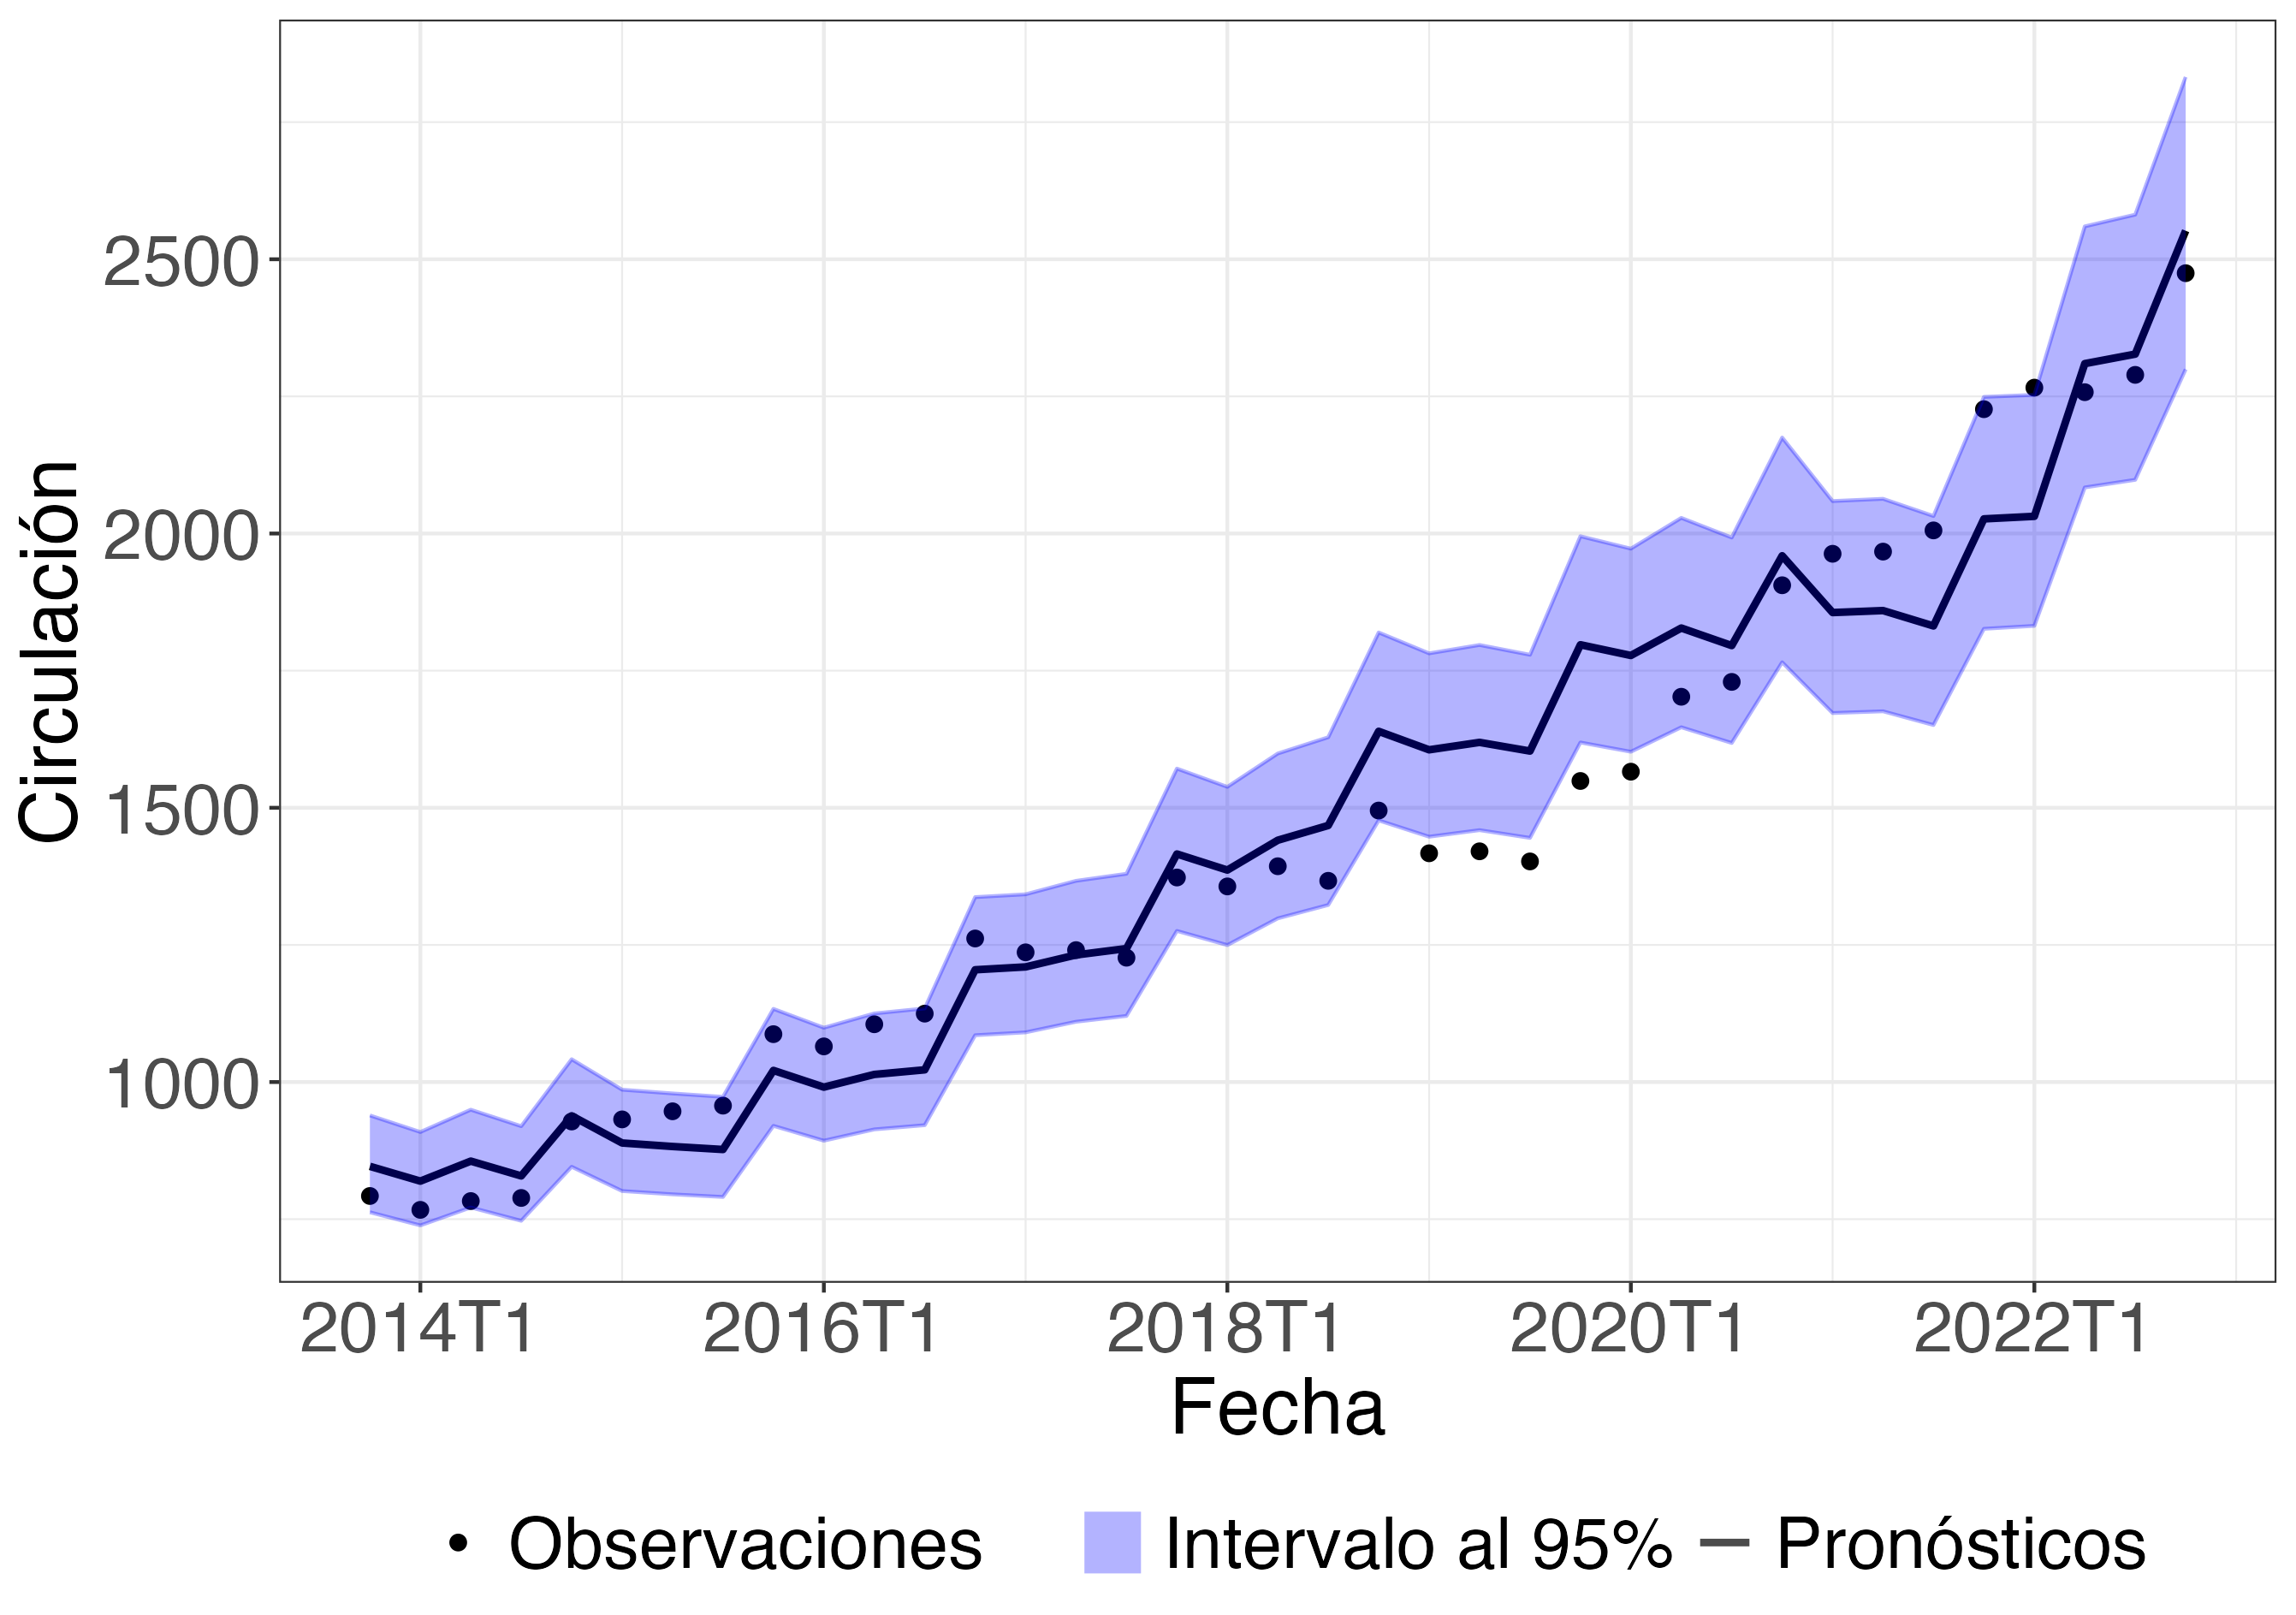 Circulación
2500
2000
1500
1000
2014T1 2016T1 2018T1 2020T1 2022T1
Fecha
Observaciones Intervalo al 95% Pronósticos